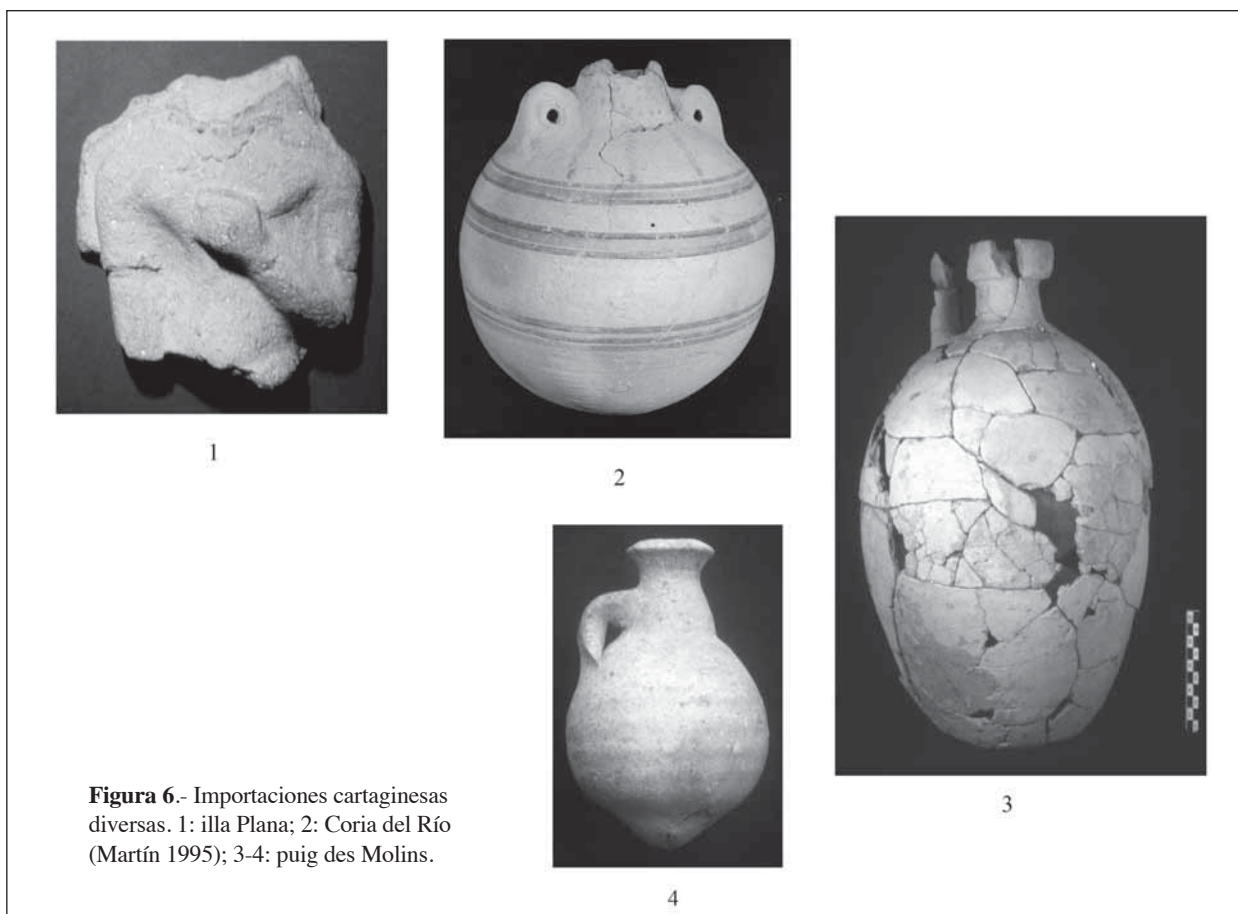 1
2
3
4
Figura 6.- Importaciones cartaginesas
diversas. 1: illa Plana; 2: Coria del Río
(Martín 1995); 3-4: puig des Molins.